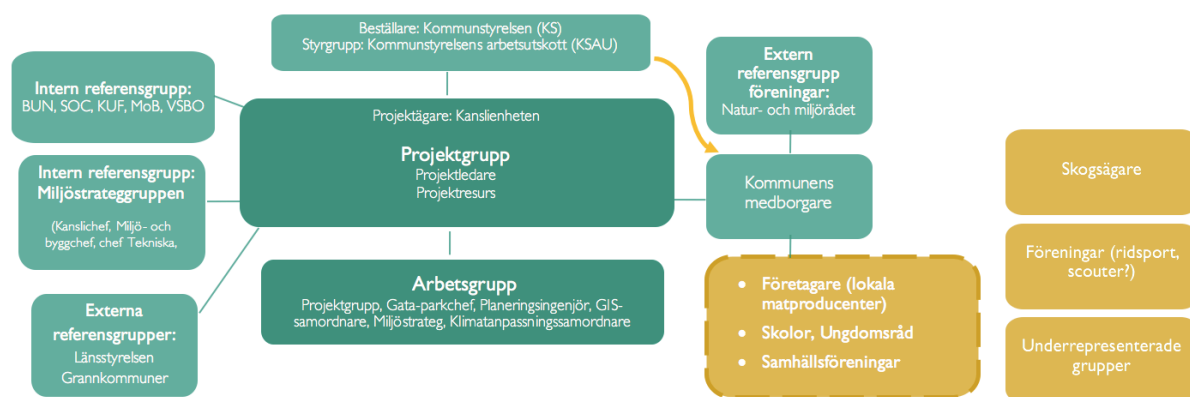 Beställare: Kommunstyrelsen (KS)
Styrgrupp: Kommunstyrelsens arbetsutskott (KSAU)
Intern referensgrupp:
BUN, SOC, KUF, MoB, VSBO
Intern referensgrupp:
Miljöstrateggruppen
(Kanslichef, Miljö- och
byggchef, chef Tekniska,
Externa
referensgrupper:
Länsstyrelsen
Grannkommuner
Projektägare: Kanslienheten
Projektgrupp
Projektledare
Projektresurs
Arbetsgrupp
Projektgrupp, Gata-parkchef, Planeringsingenjör, GIS-
samordnare, Miljöstrateg, Klimatanpassningssamordnare
Extern
referensgrupp
föreningar:
Natur- och miljörådet
Kommunens
medborgare
• Företagare (lokala
matproducenter)
• Skolor, Ungdomsråd
• Samhällsföreningar
Skogsägare
Föreningar (ridsport,
scouter?)
Underrepresenterade
grupper